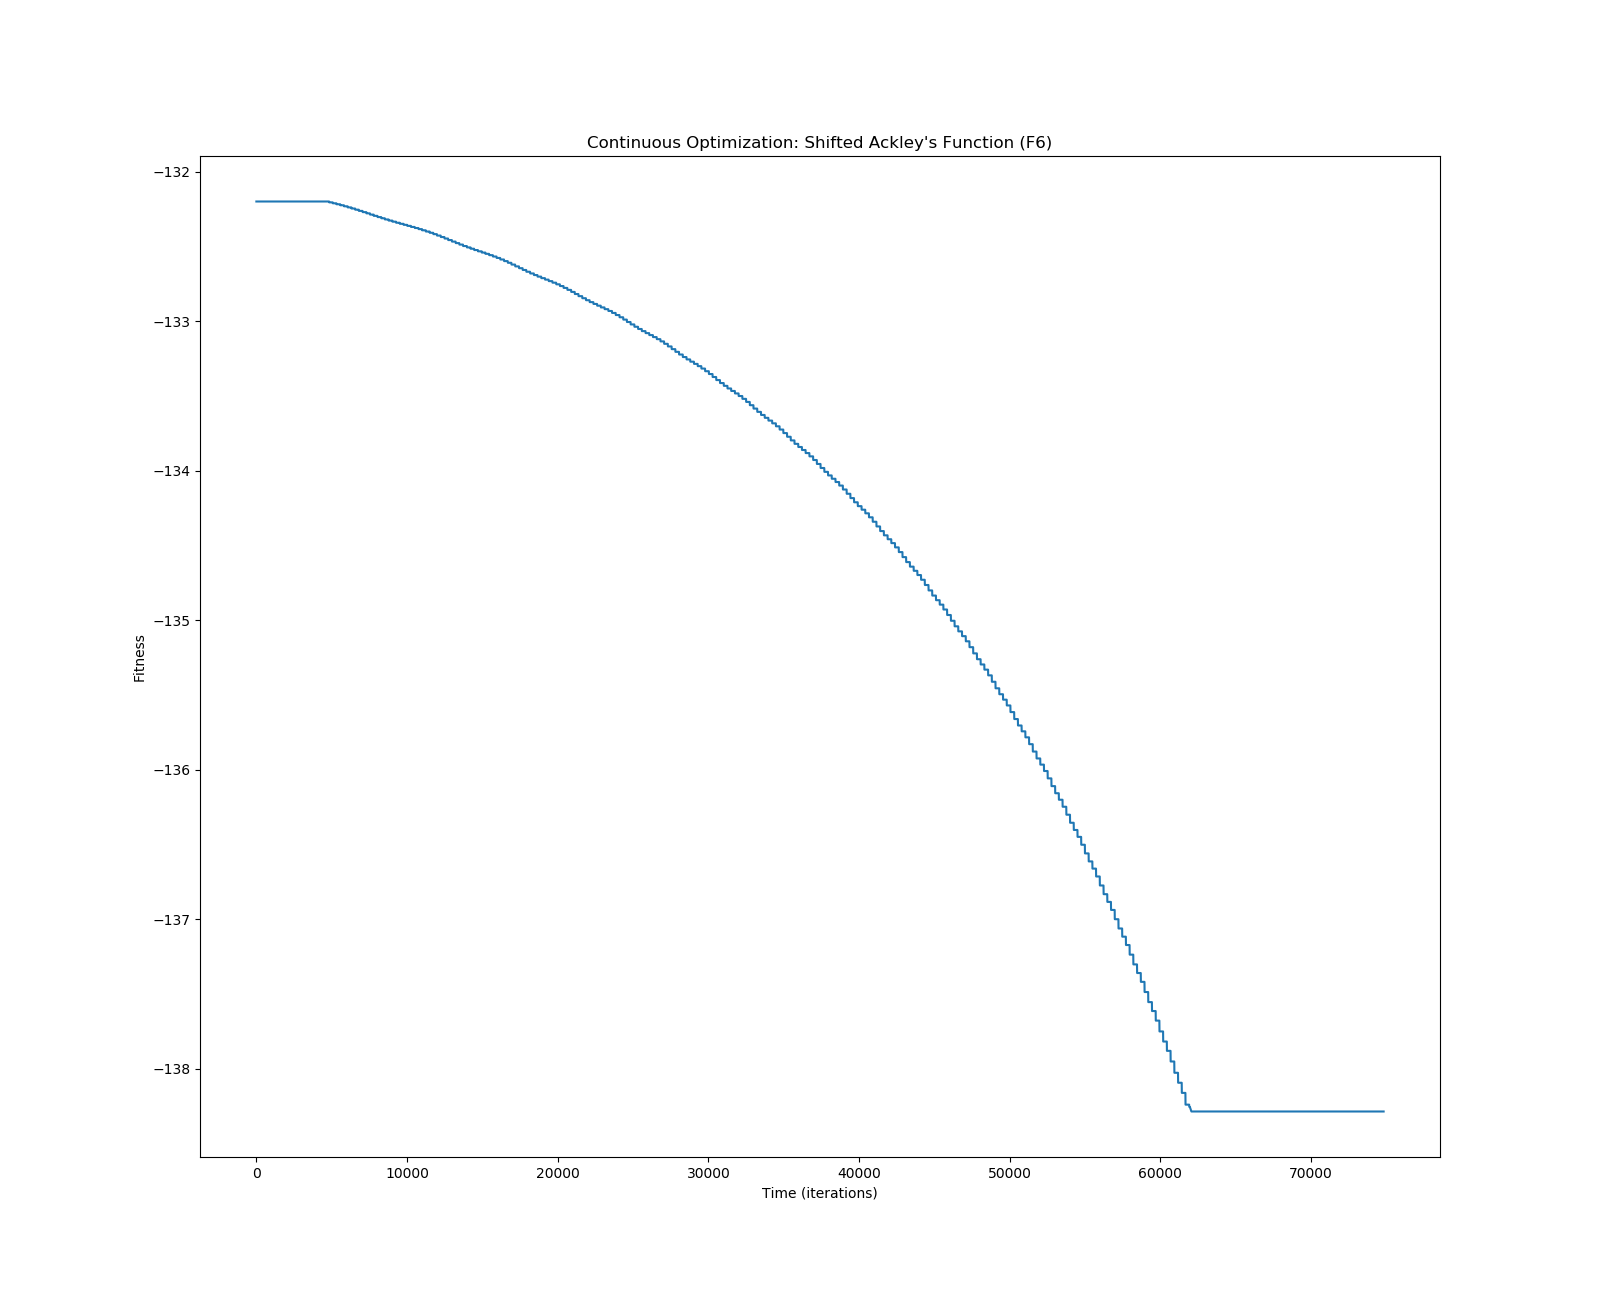 Continuous Optimization: Shifted Ackley's Function (F6)
−132
−133
−134
−135
−136
−137
−138
Fitness
0 10000 20000 30000 40000 50000 60000 70000
Time (iterations)